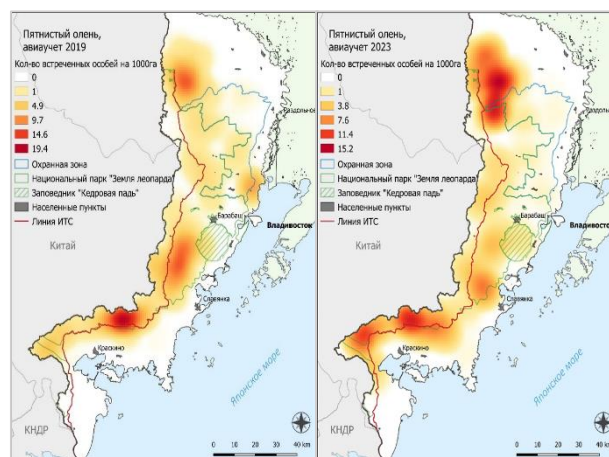 Пятнистый олень,
авиаучет 2019
Кол-во встреченных особей на 1000га
0
1
4.9
9.7
14.6
19.4
Охранная зона
Национальный парк "Земля леопарда"
Заповедник "Кедровая падь"
Населенные пункты
Линия ИТС
Китай
Раздольное
Барабаш
Владивосток
Славянка
Краскино
Японское море
КНДР
0 10 20 30 40 km
Пятнистый олень,
авиаучет 2023
Кол-во встреченных особей на 1000га
0
1
3.8
7.6
11.4
15.2
Охранная зона
Национальный парк "Земля леопарда"
Заповедник "Кедровая падь"
Населенные пункты
Линия ИТС
Китай
Раздольное
Барабаш
Владивосток
Славянка
Краскино
Японское море
КНДР
0 10 20 30 40 km